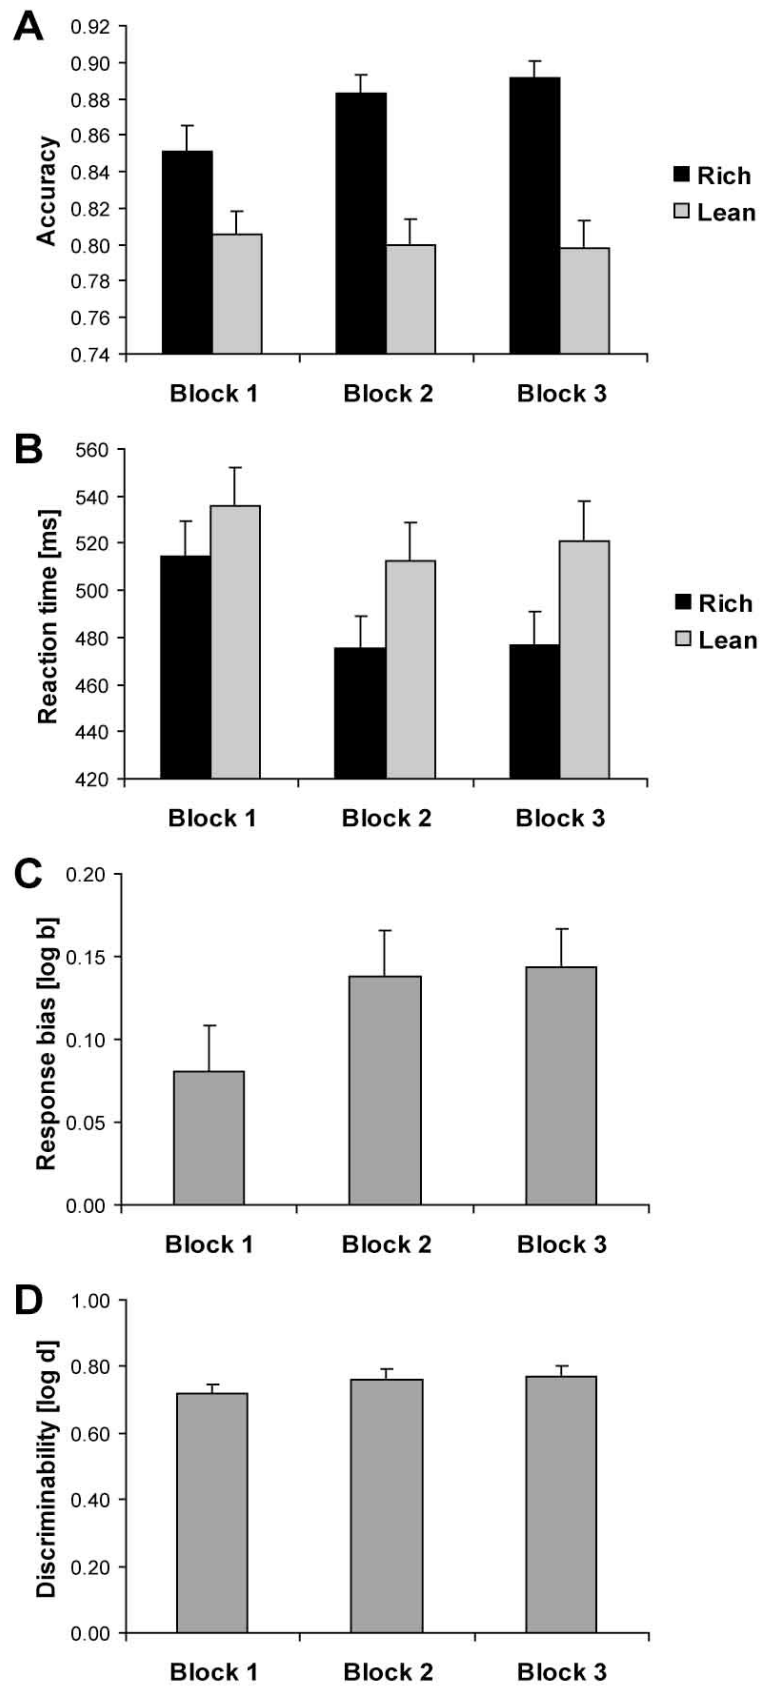 A
Accuracy
0.92
0.90
0.88
0.86
0.84
0.82
0.80
0.78
0.76
0.74
Block 1 Block 2 Block 3
Rich
Lean
B
Reaction time [ms]
560
540
520
500
480
460
440
420
Block 1 Block 2 Block 3
Rich
Lean
C
Response bias [log b]
0.20
0.15
0.10
0.05
0.00
Block 1 Block 2 Block 3
D
Discriminability [log d]
1.00
0.80
0.60
0.40
0.20
0.00
Block 1 Block 2 Block 3